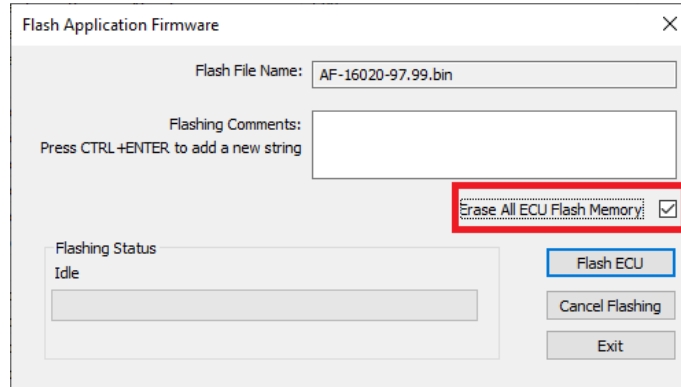 Flash Application Firmware
Flash File Name: AF-16020-97.99.bin
Flashing Comments:
Press CTRL+ENTER to add a new string
Erase All ECU Flash Memory
Flashing Status
Idle
Flash ECU
Cancel Flashing
Exit